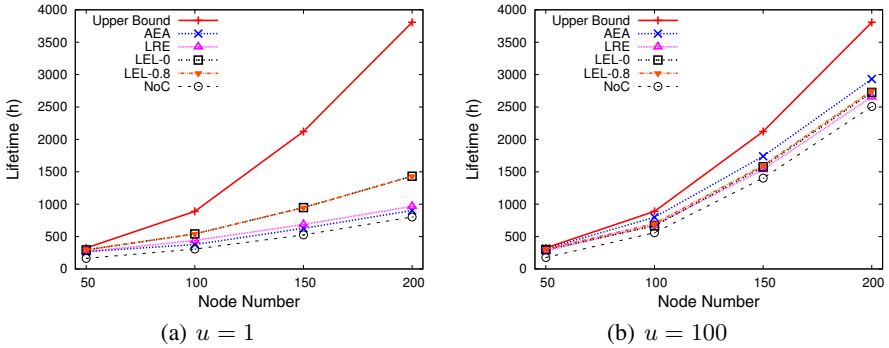 4000
3500
3000
2500
2000
1500
1000
500
0
Lifetime (h)
Upper Bound
AEA
LRE
LEL-0
LEL-0.8
NoC
50 100 150 200
Node Number
(a) u = 1
4000
3500
3000
2500
2000
1500
1000
500
0
Lifetime (h)
Upper Bound
AEA
LRE
LEL-0
LEL-0.8
NoC
50 100 150 200
Node Number
(b) u = 100